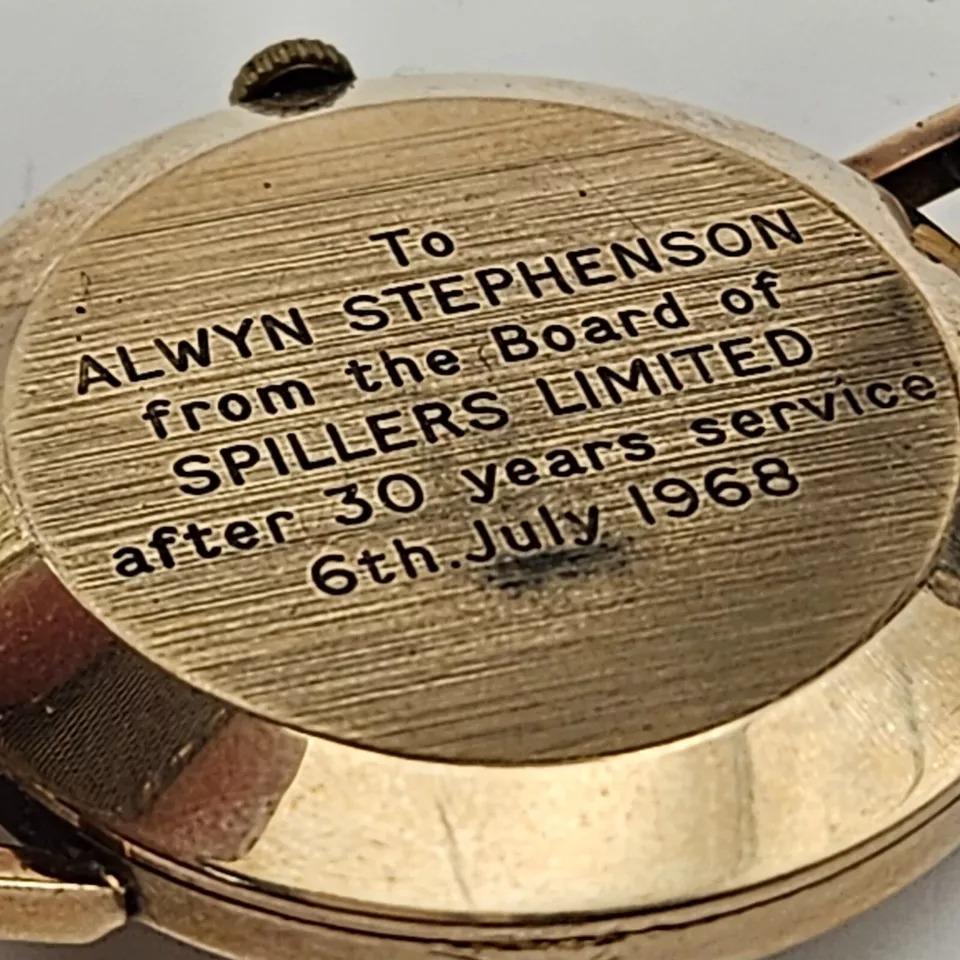 To
ALWYN STEPHENSON
from the Board of
SPILLERS LIMITED
after 30 years service
6th. July 1968